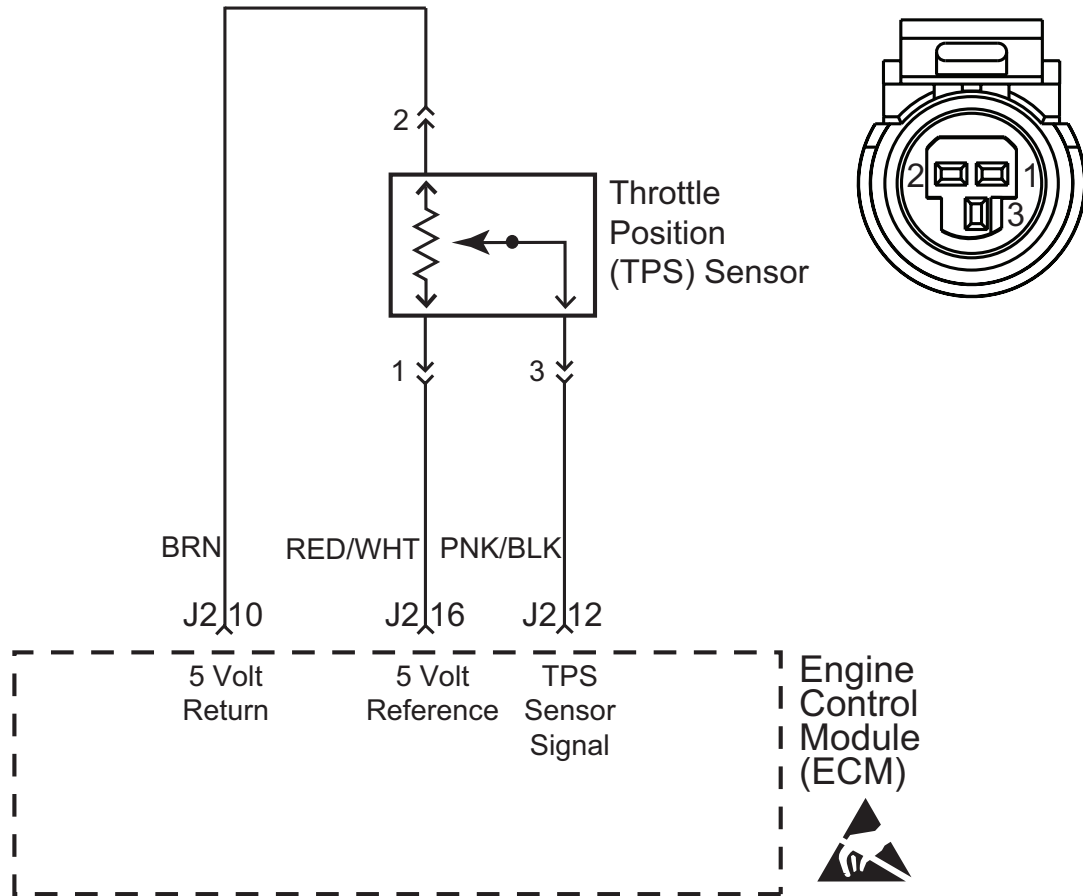 2
Throttle
Position
(TPS) Sensor
2
1
3
1
3
BRN
RED/WHT
PNK/BLK
J2 10
J2 16
J2 12
5 Volt
Return
5 Volt
Reference
TPS
Sensor
Signal
Engine
Control
Module
(ECM)